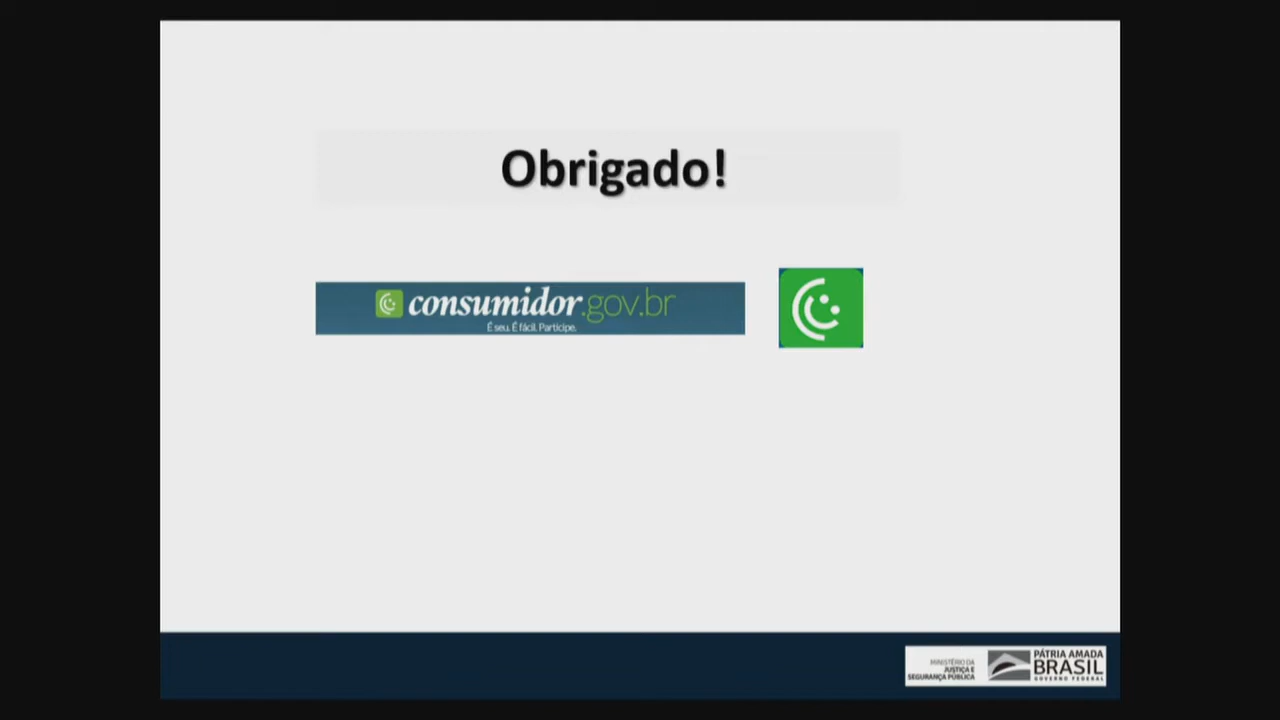 Obrigado!
consumidor.gov.br
É seu. É fácil. Participe.
MINISTÉRIO DA
JUSTIÇA E
SEGURANÇA PÚBLICA
PÁTRIA AMADA
BRASIL
GOVERNO FEDERAL